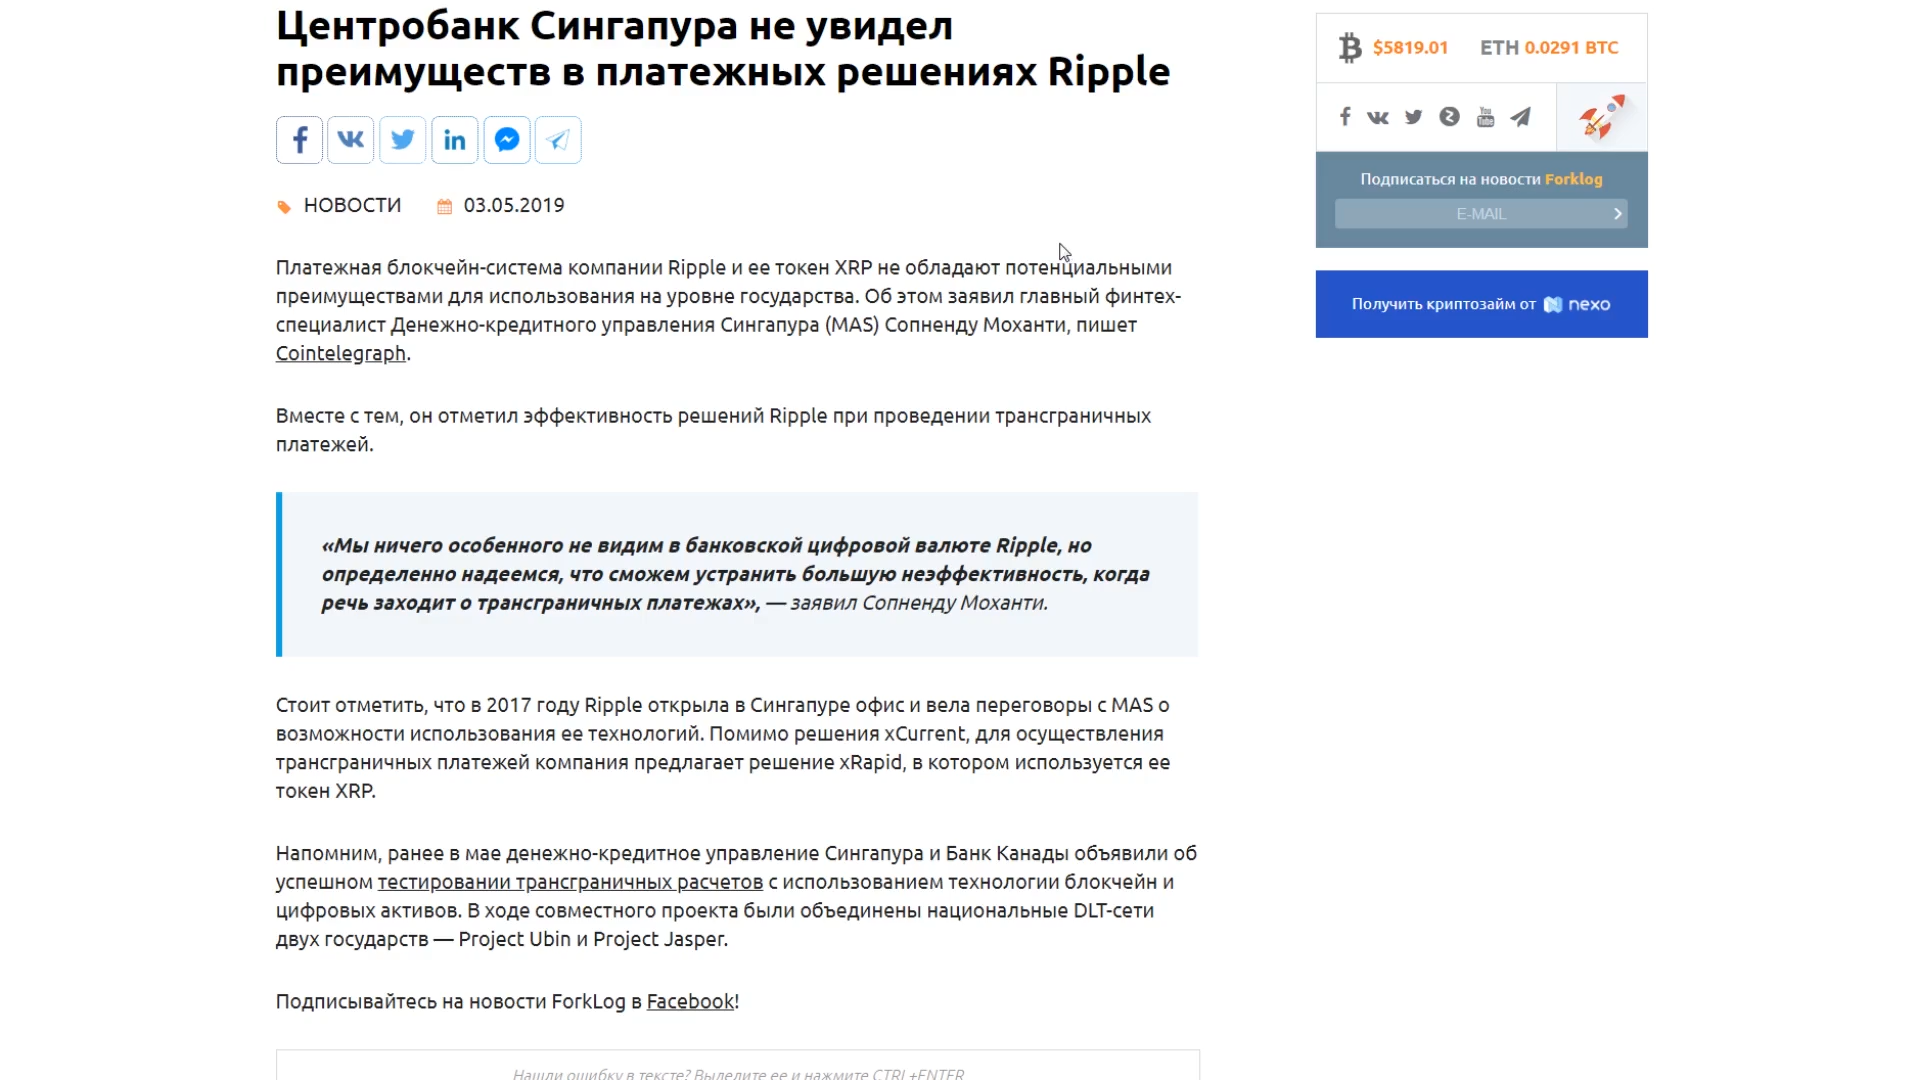 Центробанк Сингапура не увидел
преимуществ в платежных решениях Ripple
НОВОСТИ 03.05.2019
Платежная блокчейн-система компании Ripple и ее токен XRP не обладают потенциальными
преимуществами для использования на уровне государства. Об этом заявил главный финтех-
специалист Денежно-кредитного управления Сингапура (MAS) Сопненду Моханти, пишет
Cointelegraph.
Вместе с тем, он отметил эффективность решений Ripple при проведении трансграничных
платежей.
«Мы ничего особенного не видим в банковской цифровой валюте Ripple, но
определенно надеемся, что сможем устранить большую неэффективность, когда
речь заходит о трансграничных платежах», — заявил Сопненду Моханти.
Стоит отметить, что в 2017 году Ripple открыла в Сингапуре офис и вела переговоры с MAS о
возможности использования ее технологий. Помимо решения xCurrent, для осуществления
трансграничных платежей компания предлагает решение xRapid, в котором используется ее
токен XRP.
Напомним, ранее в мае денежно-кредитное управление Сингапура и Банк Канады объявили об
успешном тестировании трансграничных расчетов с использованием технологии блокчейн и
цифровых активов. В ходе совместного проекта были объединены национальные DLT-сети
двух государств — Project Ubin и Project Jasper.
Подписывайтесь на новости ForkLog в Facebook!
Нашли ошибку в тексте? Выделите ее и нажмите CTRL+ENTER
$5819.01 ETH 0.0291 BTC
You Tube
Подписаться на новости Forklog
E-MAIL
Получить криптозайм от nexo